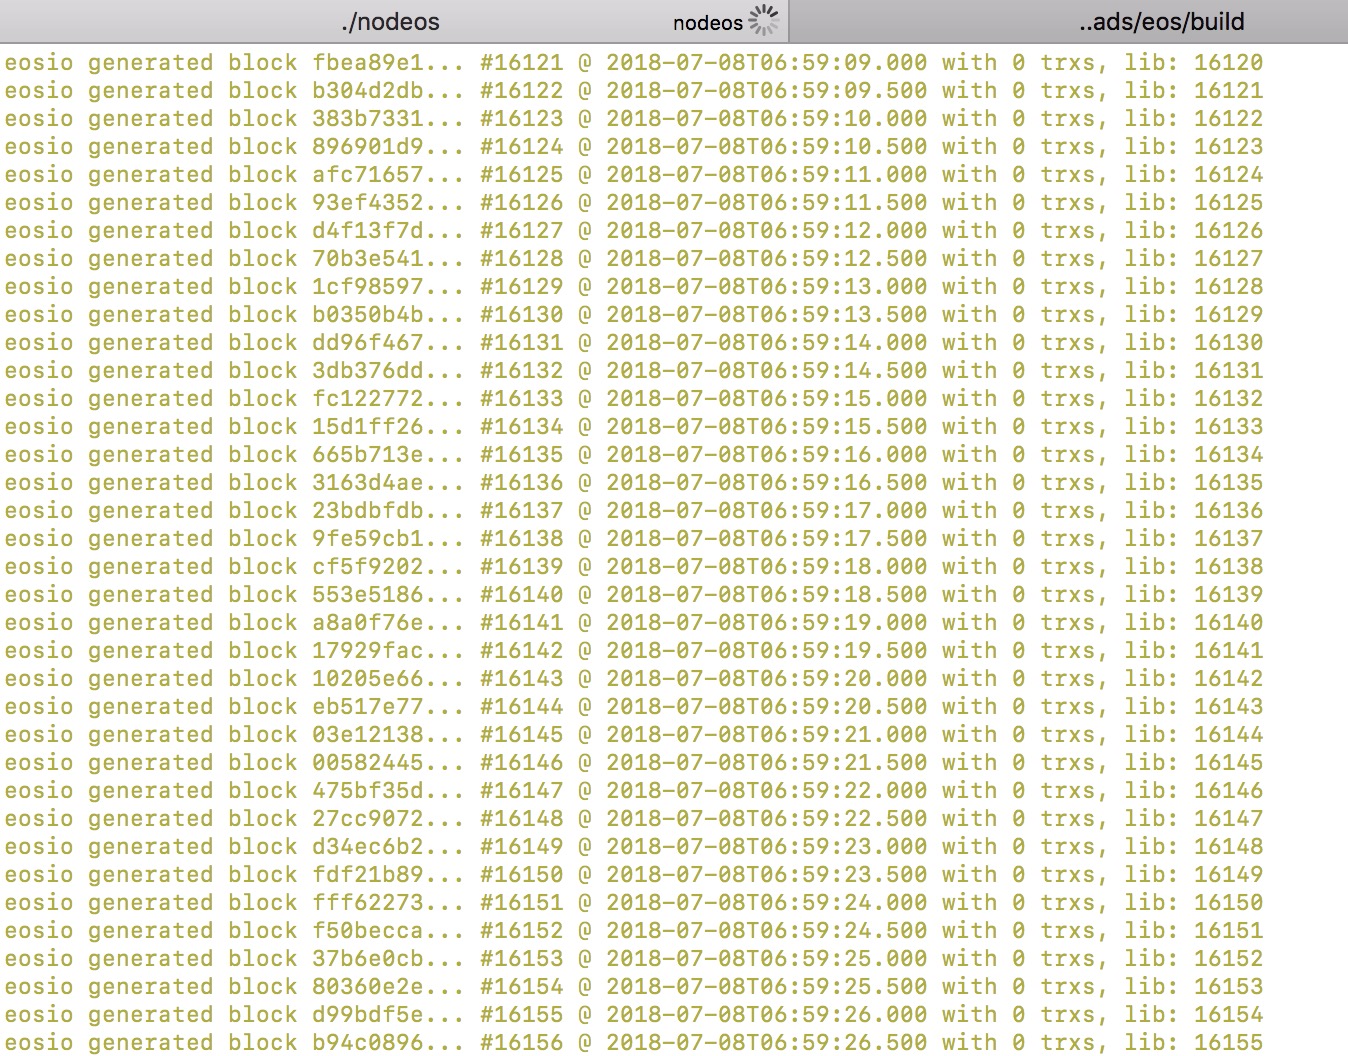 ./nodeos nodeos ..ads/eos/build
eosio generated block fbea89e1... #16121 @ 2018-07-08T06:59:09.000 with 0 trxs, lib: 16120
eosio generated block b304d2db... #16122 @ 2018-07-08T06:59:09.500 with 0 trxs, lib: 16121
eosio generated block 383b7331... #16123 @ 2018-07-08T06:59:10.000 with 0 trxs, lib: 16122
eosio generated block 896901d9... #16124 @ 2018-07-08T06:59:10.500 with 0 trxs, lib: 16123
eosio generated block afc71657... #16125 @ 2018-07-08T06:59:11.000 with 0 trxs, lib: 16124
eosio generated block 93ef4352... #16126 @ 2018-07-08T06:59:11.500 with 0 trxs, lib: 16125
eosio generated block d4f13f7d... #16127 @ 2018-07-08T06:59:12.000 with 0 trxs, lib: 16126
eosio generated block 70b3e541... #16128 @ 2018-07-08T06:59:12.500 with 0 trxs, lib: 16127
eosio generated block 1cf98597... #16129 @ 2018-07-08T06:59:13.000 with 0 trxs, lib: 16128
eosio generated block b0350b4b... #16130 @ 2018-07-08T06:59:13.500 with 0 trxs, lib: 16129
eosio generated block dd96f467... #16131 @ 2018-07-08T06:59:14.000 with 0 trxs, lib: 16130
eosio generated block 3db376dd... #16132 @ 2018-07-08T06:59:14.500 with 0 trxs, lib: 16131
eosio generated block fc122772... #16133 @ 2018-07-08T06:59:15.000 with 0 trxs, lib: 16132
eosio generated block 15d1ff26... #16134 @ 2018-07-08T06:59:15.500 with 0 trxs, lib: 16133
eosio generated block 665b713e... #16135 @ 2018-07-08T06:59:16.000 with 0 trxs, lib: 16134
eosio generated block 3163d4ae... #16136 @ 2018-07-08T06:59:16.500 with 0 trxs, lib: 16135
eosio generated block 23bdbfdb... #16137 @ 2018-07-08T06:59:17.000 with 0 trxs, lib: 16136
eosio generated block 9fe59cb1... #16138 @ 2018-07-08T06:59:17.500 with 0 trxs, lib: 16137
eosio generated block cf5f9202... #16139 @ 2018-07-08T06:59:18.000 with 0 trxs, lib: 16138
eosio generated block 553e5186... #16140 @ 2018-07-08T06:59:18.500 with 0 trxs, lib: 16139
eosio generated block a8a0f76e... #16141 @ 2018-07-08T06:59:19.000 with 0 trxs, lib: 16140
eosio generated block 17929fac... #16142 @ 2018-07-08T06:59:19.500 with 0 trxs, lib: 16141
eosio generated block 10205e66... #16143 @ 2018-07-08T06:59:20.000 with 0 trxs, lib: 16142
eosio generated block eb517e77... #16144 @ 2018-07-08T06:59:20.500 with 0 trxs, lib: 16143
eosio generated block 03e12138... #16145 @ 2018-07-08T06:59:21.000 with 0 trxs, lib: 16144
eosio generated block 00582445... #16146 @ 2018-07-08T06:59:21.500 with 0 trxs, lib: 16145
eosio generated block 475bf35d... #16147 @ 2018-07-08T06:59:22.000 with 0 trxs, lib: 16146
eosio generated block 27cc9072... #16148 @ 2018-07-08T06:59:22.500 with 0 trxs, lib: 16147
eosio generated block d34ec6b2... #16149 @ 2018-07-08T06:59:23.000 with 0 trxs, lib: 16148
eosio generated block fdf21b89... #16150 @ 2018-07-08T06:59:23.500 with 0 trxs, lib: 16149
eosio generated block fff62273... #16151 @ 2018-07-08T06:59:24.000 with 0 trxs, lib: 16150
eosio generated block f50becca... #16152 @ 2018-07-08T06:59:24.500 with 0 trxs, lib: 16151
eosio generated block 37b6e0cb... #16153 @ 2018-07-08T06:59:25.000 with 0 trxs, lib: 16152
eosio generated block 80360e2e... #16154 @ 2018-07-08T06:59:25.500 with 0 trxs, lib: 16153
eosio generated block d99bdf5e... #16155 @ 2018-07-08T06:59:26.000 with 0 trxs, lib: 16154
eosio generated block b94c0896... #16156 @ 2018-07-08T06:59:26.500 with 0 trxs, lib: 16155